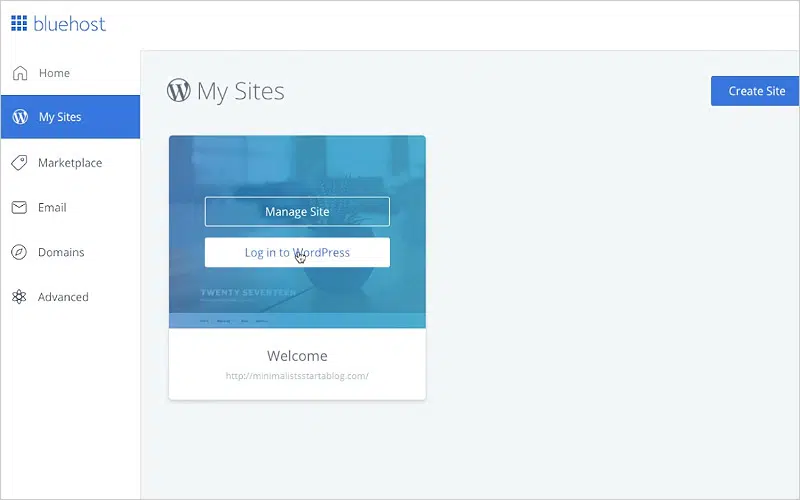 bluehost
Home
My Sites
Marketplace
Email
Domains
Advanced
My Sites
Create Site
Manage Site
Log in to WordPress
TWENTY SEVENTEEN
Welcome
http://minimalistsstartablog.com/